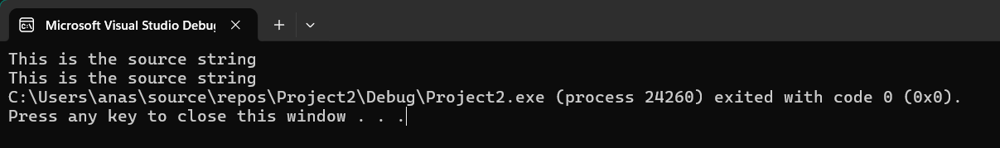 Microsoft Visual Studio Debu
This is the source string
This is the source string
C:\Users\anas\source\repos\Project2\Debug\Project2.exe (process 24260) exited with code 0 (0x0).
Press any key to close this window . . .